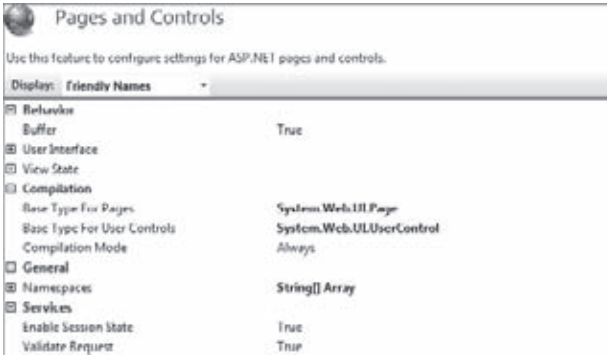 Pages and Controls
Use this feature to configure settings for ASP.NET pages and controls.
Display: Friendly Names
Behavior
Buffer True
User Interface
View State
Compilation
Base Type For Pages System.Web.UI.Page
Base Type For User Controls System.Web.UI.UserControl
Compilation Mode Always
General
Namespaces String[] Array
Services
Enable Session State True
Validate Request True